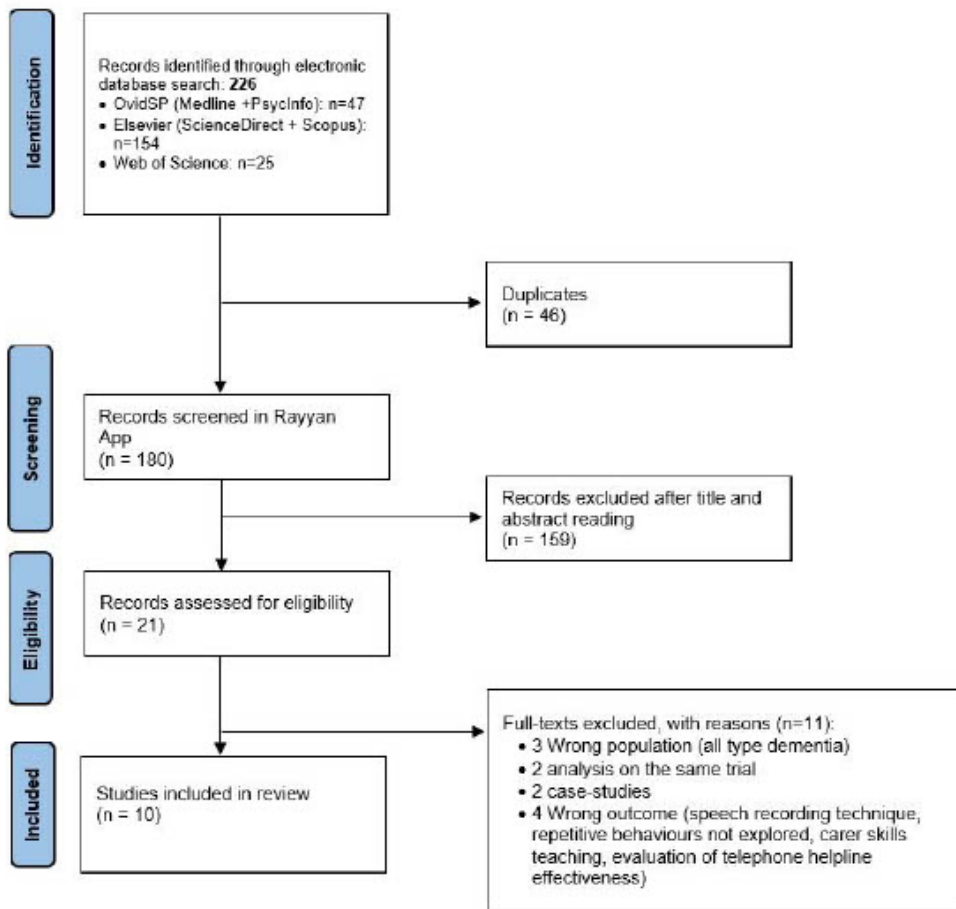 Identification
Records identified through electronic
database search: 226
• OvidSP (Medline +PsycInfo): n=47
• Elsevier (ScienceDirect + Scopus):
n=154
• Web of Science: n=25
Duplicates
(n = 46)
Screening
Records screened in Rayyan
App
(n = 180)
Records excluded after title and
abstract reading
(n = 159)
Eligibility
Records assessed for eligibility
(n = 21)
Full-texts excluded, with reasons (n=11):
• 3 Wrong population (all type dementia)
• 2 analysis on the same trial
• 2 case-studies
• 4 Wrong outcome (speech recording technique,
repetitive behaviours not explored, carer skills
teaching, evaluation of telephone helpline
effectiveness)
Included
Studies included in review
(n = 10)